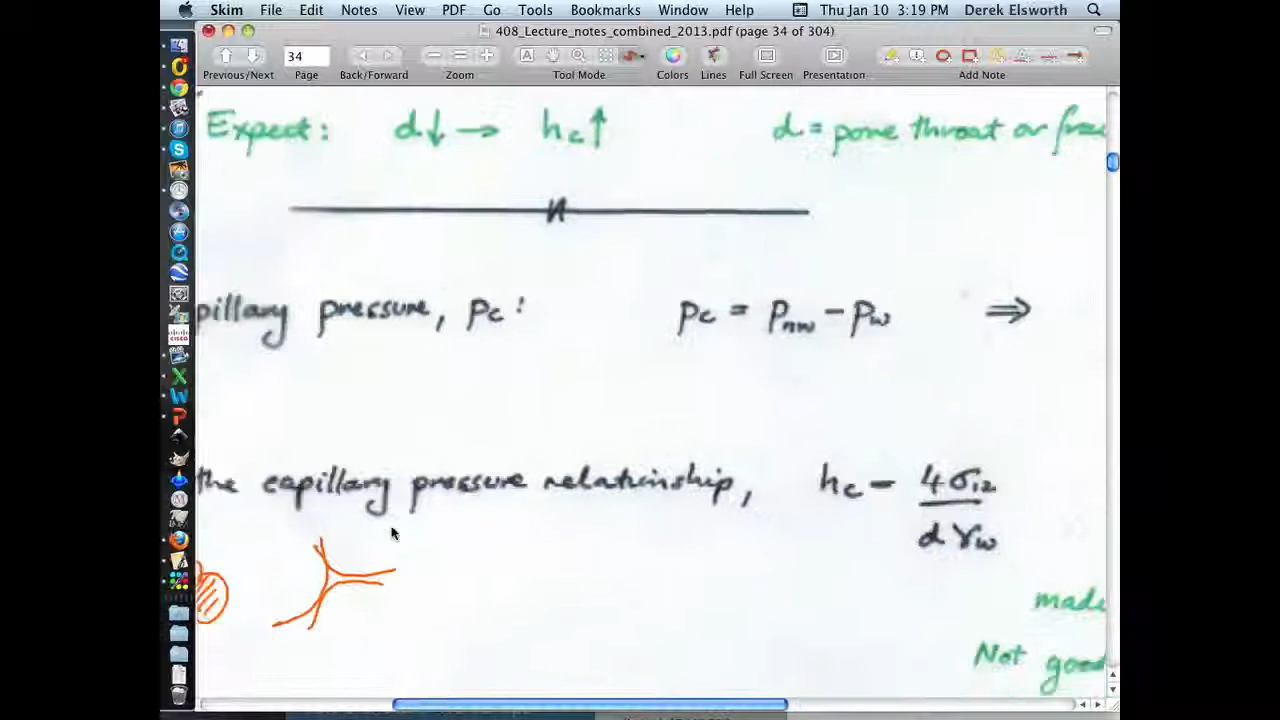 Skim File Edit Notes View PDF Go Tools Bookmarks Window Help Thu Jan 10 3:19 PM Derek Elsworth
408_Lecture_notes_combined_2013.pdf (page 34 of 304)
34
Previous/Next Page Back/Forward Zoom Tool Mode Colors Lines Full Screen Presentation Add Note
Expect: d↓ → hc↑ d = pore throat or frac
pillary pressure, pc: pc = pnw - pw ⇒
the capillary pressure relationship, hc = 4σ12
dγw
made
Not good